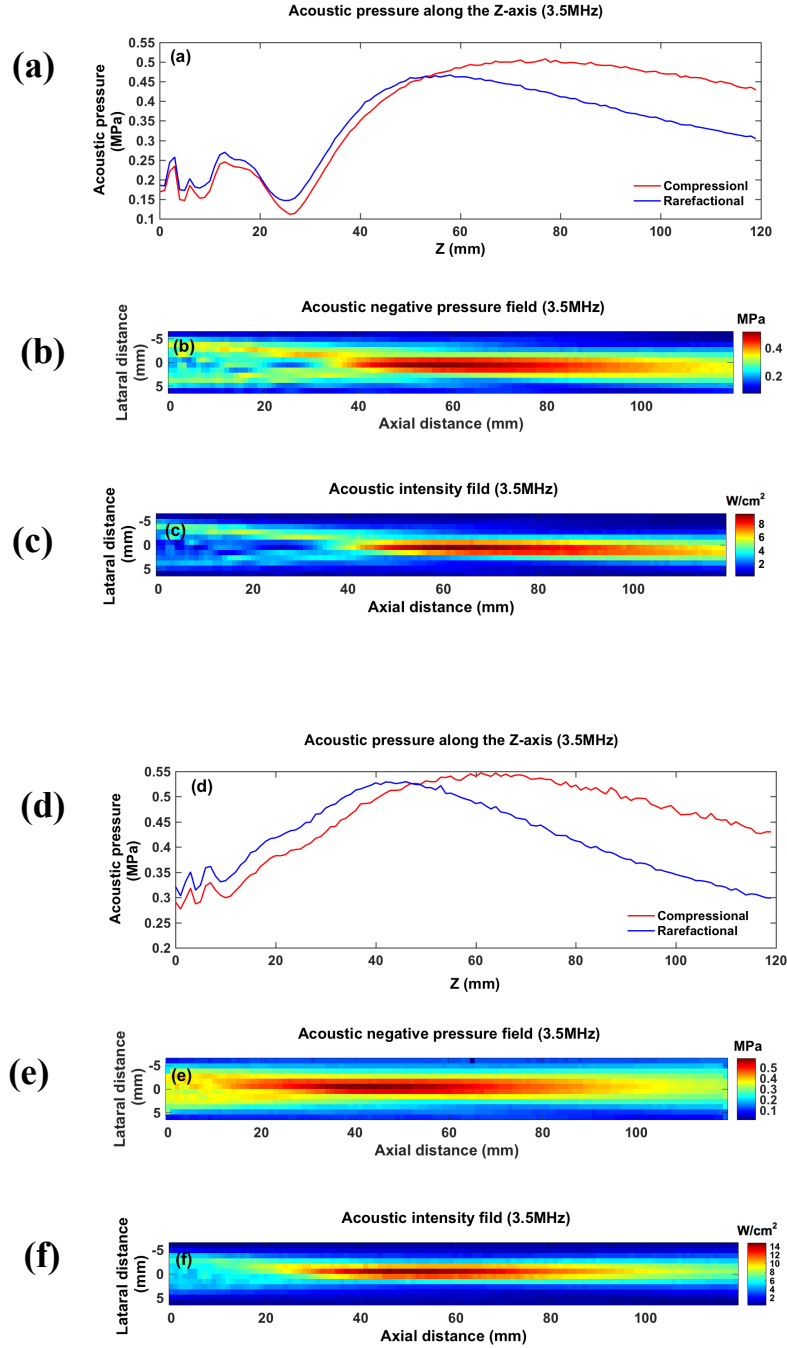 Acoustic pressure along the Z-axis (3.5MHz)
(a)
(a)
Acoustic pressure
(MPa)
0.55
0.5
0.45
0.4
0.35
0.3
0.25
0.2
0.15
0.1
Compressionl
Rarefactional
0 20 40 60 80 100 120
Z (mm)
Acoustic negative pressure field (3.5MHz)
(b)
(b)
Lataral distance
(mm)
-5
0
5
MPa
0.4
0.2
0 20 40 60 80 100
Axial distance (mm)
Acoustic intensity fild (3.5MHz)
(c)
(c)
Lataral distance
(mm)
-5
0
5
W/cm2
8
6
4
2
0 20 40 60 80 100
Axial distance (mm)
Acoustic pressure along the Z-axis (3.5MHz)
(d)
(d)
Acoustic pressure
(MPa)
0.55
0.5
0.45
0.4
0.35
0.3
0.25
0.2
Compressional
Rarefactional
0 20 40 60 80 100 120
Z (mm)
Acoustic negative pressure field (3.5MHz)
(e)
(e)
Lataral distance
(mm)
-5
0
5
MPa
0.5
0.4
0.3
0.2
0.1
0 20 40 60 80 100
Axial distance (mm)
Acoustic intensity fild (3.5MHz)
(f)
(f)
Lataral distance
(mm)
-5
0
5
W/cm2
14
12
10
8
6
4
2
0 20 40 60 80 100
Axial distance (mm)